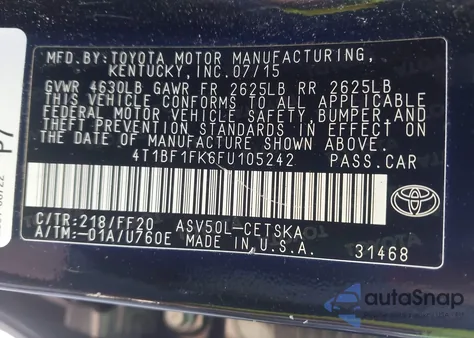 MFD.BY:TOYOTA MOTOR MANUFACTURING,
KENTUCKY,INC.07/15
GVWR 4630LB GAWR FR 2625LB RR 2625LB
THIS VEHICLE CONFORMS TO ALL APPLICABLE
FEDERAL MOTOR VEHICLE SAFETY,BUMPER,AND
THEFT PREVENTION STANDARDS IN EFFECT ON
THE DATE OF MANUFACTURE SHOWN ABOVE.
4T1BF1FK6FU105242 PASS.CAR
C/TR:218/FF20 ASV50L-CETSKA
A/TM:-01A/U760E MADE IN U.S.A.
31468
TOYOTA
P7
autoSnap